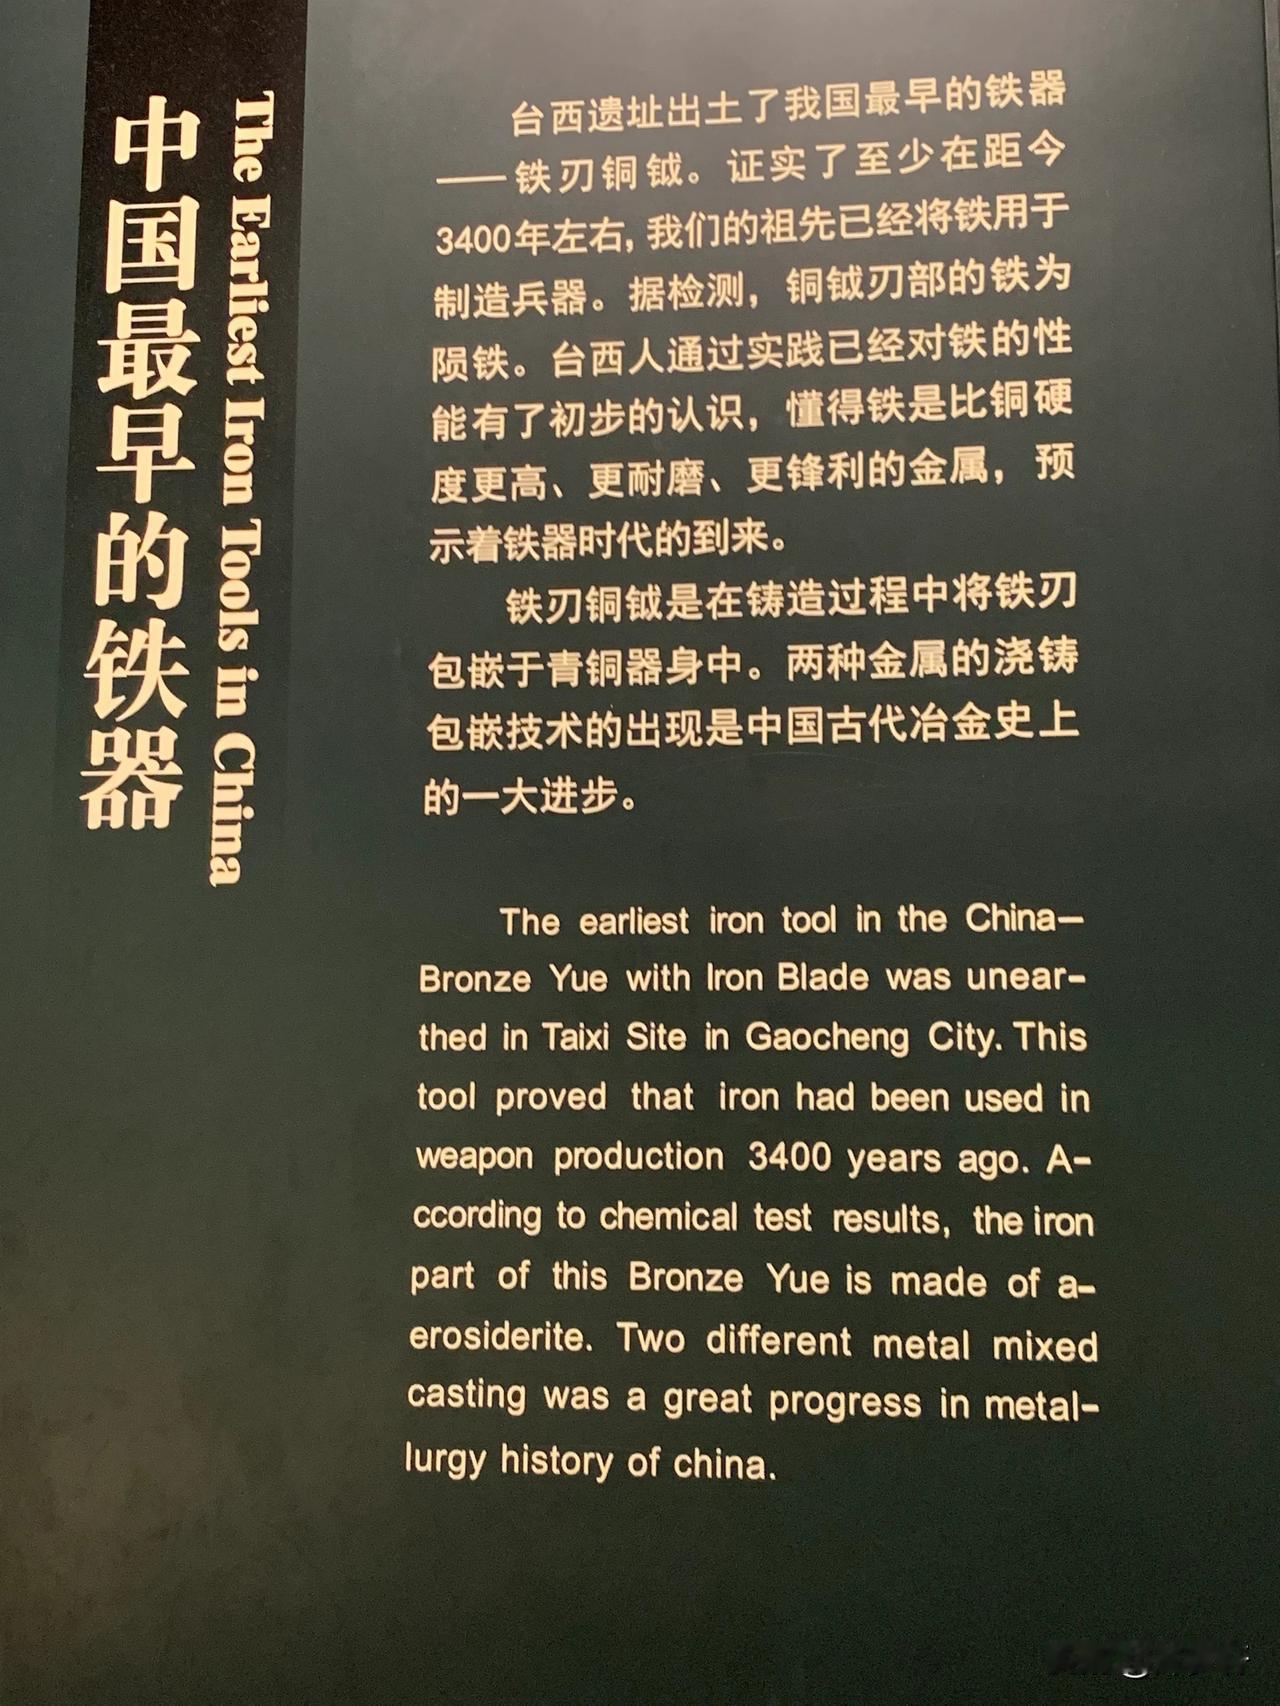 中国最早的铁器
The Earliest Iron Tools in China
台西遗址出土了我国最早的铁器
——铁刃铜钺。证实了至少在距今
3400年左右,我们的祖先已经将铁用于
制造兵器。据检测，铜钺刃部的铁为
陨铁。台西人通过实践已经对铁的性
能有了初步的认识，懂得铁是比铜硬
度更高、更耐磨、更锋利的金属，预
示着铁器时代的到来。
铁刃铜钺是在铸造过程中将铁刃
包嵌于青铜器身中。两种金属的浇铸
包嵌技术的出现是中国古代冶金史上
的一大进步。
The earliest iron tool in the China—
Bronze Yue with Iron Blade was unear-
thed in Taixi Site in Gaocheng City. This
tool proved that iron had been used in
weapon production 3400 years ago. A-
ccording to chemical test results, the iron
part of this Bronze Yue is made of a-
erosiderite. Two different metal mixed
casting was a great progress in metal-
lurgy history of china.